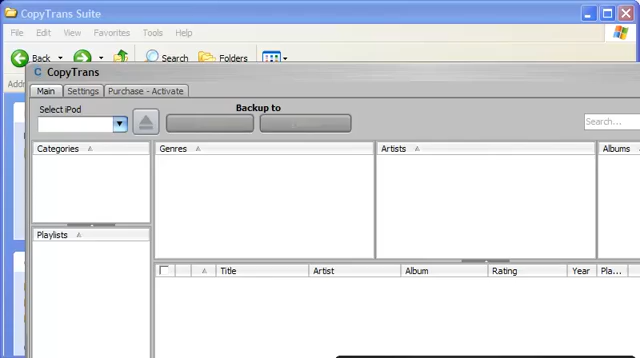 CopyTrans Suite
File Edit View Favorites Tools Help
Back Search Folders
Addr
C CopyTrans
Main Settings Purchase - Activate
Select iPod Backup to
Search...
Categories Genres Artists Albums
Playlists
Title Artist Album Rating Year Pla...